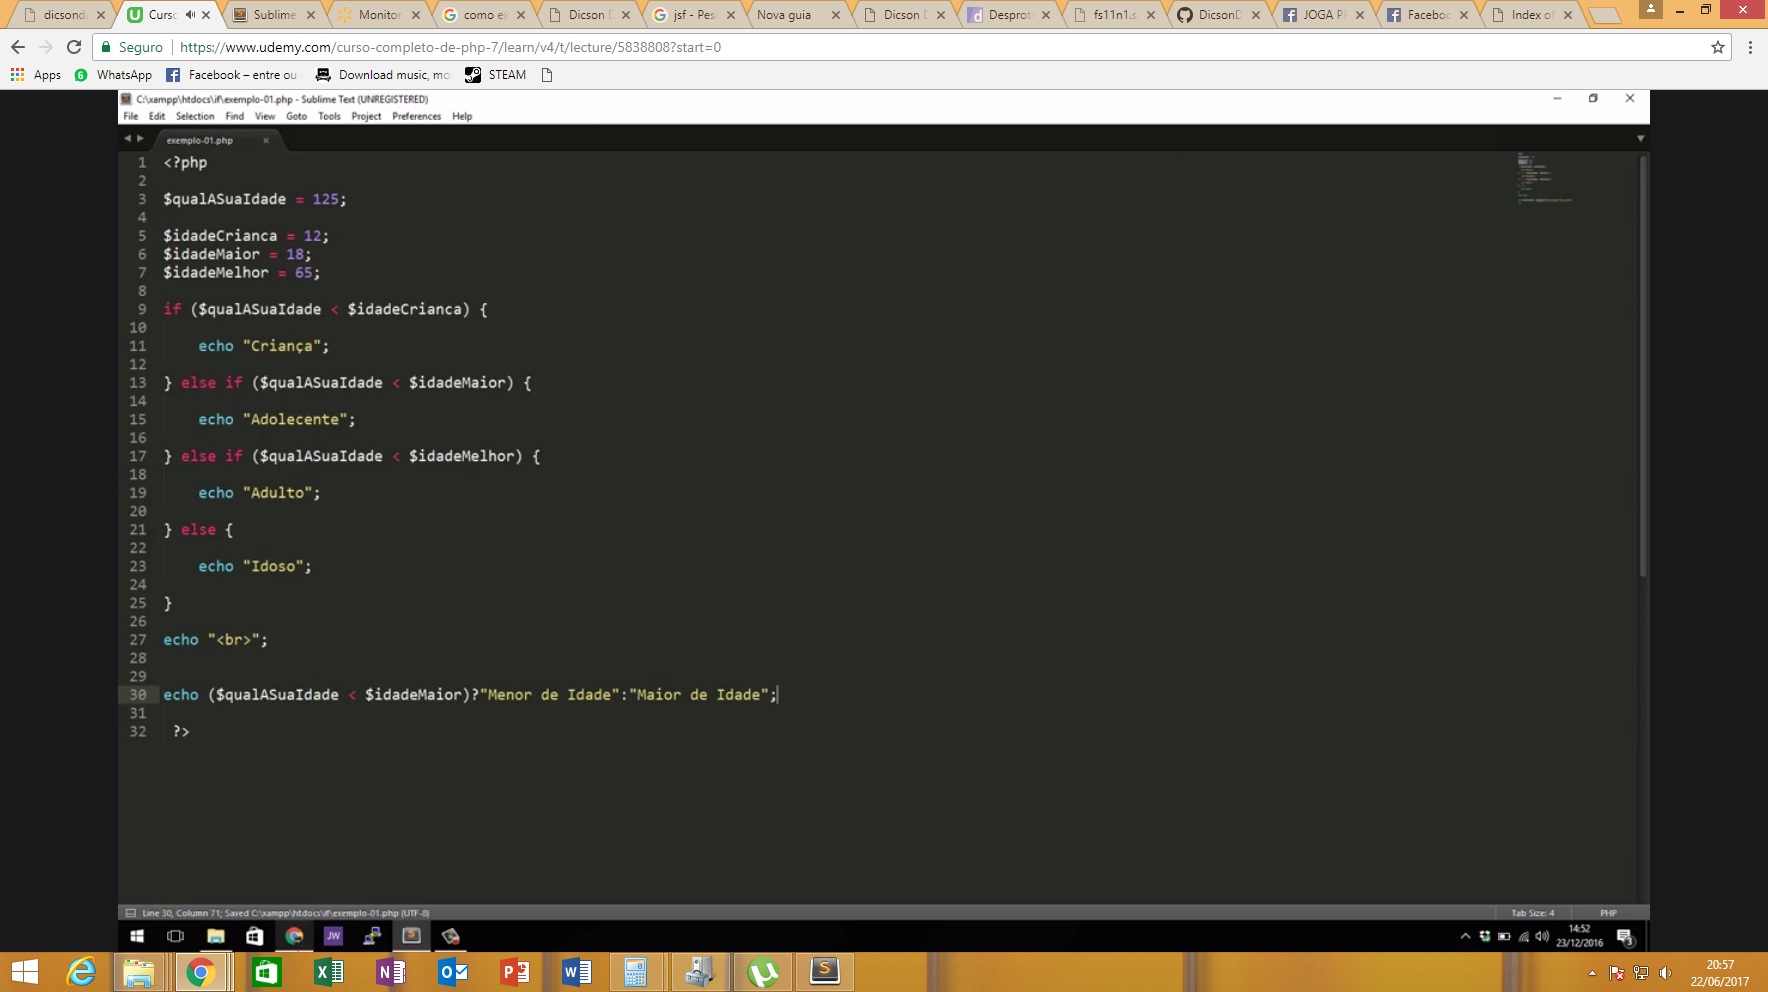 dicsond
Curso
Sublime
Monitor
como e
Dicson D
jsf - Pes
Nova guia
Dicson D
Desprot
fs11n1.s
DicsonD
JOGA P
Facebo
Index o
Seguro
https://www.udemy.com/curso-completo-de-php-7/learn/v4/t/lecture/5838808?start=0
Apps
WhatsApp
Facebook – entre ou
Download music, mo
STEAM
C:\xampp\htdocs\if\exemplo-01.php - Sublime Text (UNREGISTERED)
File Edit Selection Find View Goto Tools Project Preferences Help
exemplo-01.php
1 <?php
2
3 $qualASuaIdade = 125;
4
5 $idadeCrianca = 12;
6 $idadeMaior = 18;
7 $idadeMelhor = 65;
8
9 if ($qualASuaIdade < $idadeCrianca) {
10
11 echo "Criança";
12
13 } else if ($qualASuaIdade < $idadeMaior) {
14
15 echo "Adolecente";
16
17 } else if ($qualASuaIdade < $idadeMelhor) {
18
19 echo "Adulto";
20
21 } else {
22
23 echo "Idoso";
24
25 }
26
27 echo "<br>";
28
29
30 echo ($qualASuaIdade < $idadeMaior)?"Menor de Idade":"Maior de Idade";
31
32 ?>
Line 30, Column 71; Saved C:\xampp\htdocs\if\exemplo-01.php (UTF-8)
Tab Size: 4
PHP
JW
14:52
23/12/2016
3
20:57
22/06/2017